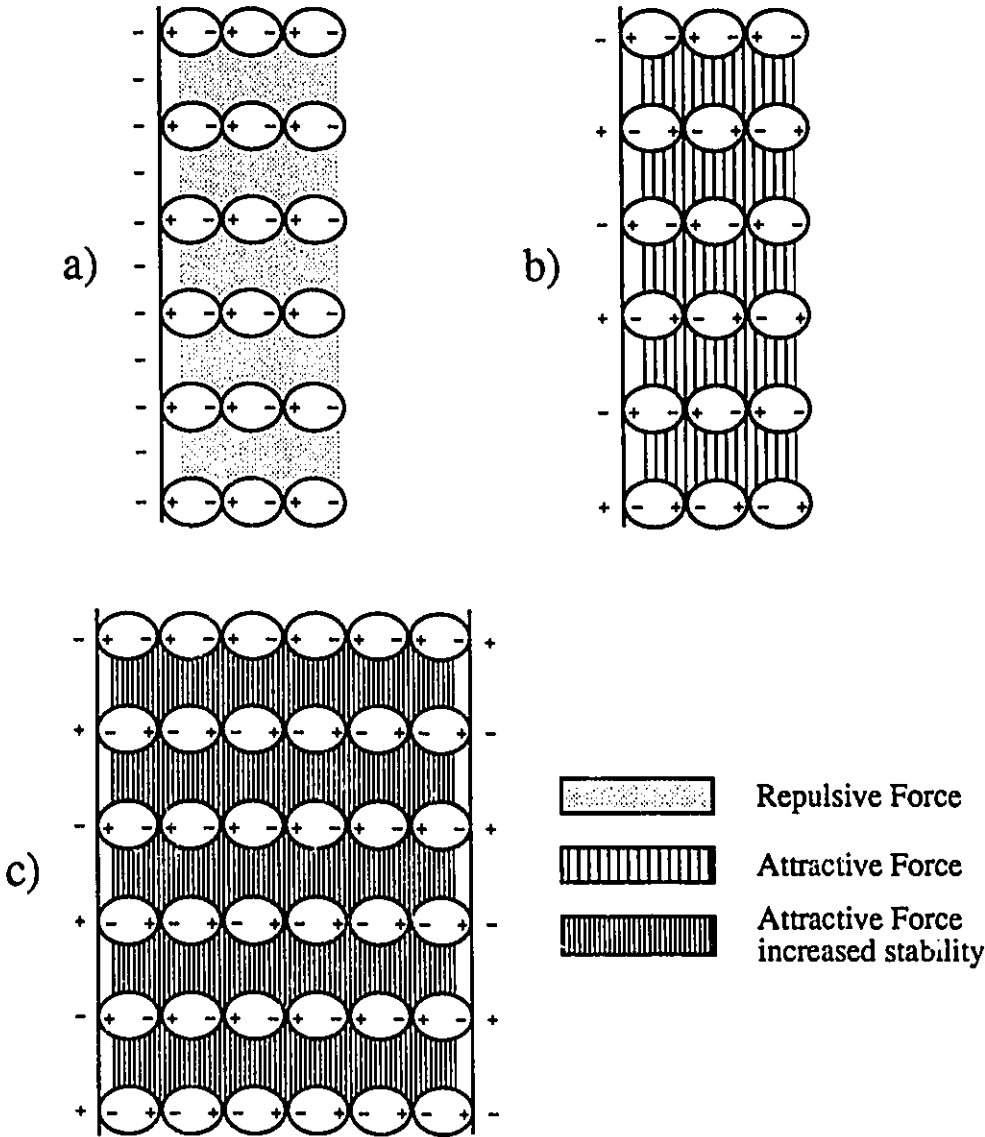 a)
b)
c)
Repulsive Force
Attractive Force
Attractive Force
increased stability